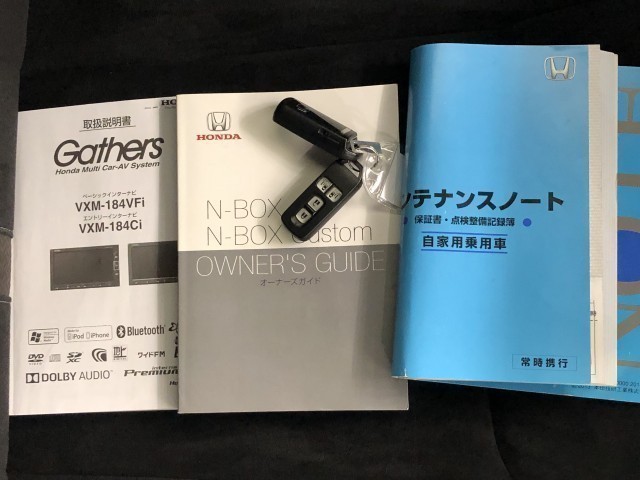 取扱説明書
Gathers
Honda Multi Car-AV System
ベーシックインターナビ
VXM-184VFi
エントリーインターナビ
VXM-184Ci
Bluetooth
iPod iPhone
DVD
SD XC
ワイドFM
DOLBY AUDIO
Premium
HONDA
N-BOX
N-BOX Custom
OWNER'S GUIDE
オーナーズガイド
ンテナンスノート
保証書・点検整備記録簿
自家用乗用車
常時携行